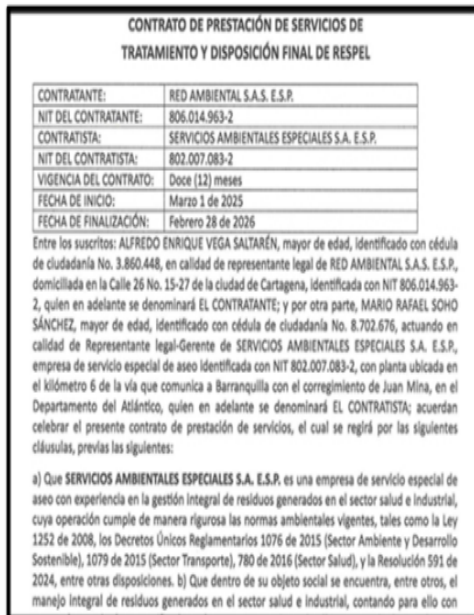 CONTRATO DE PRESTACIÓN DE SERVICIOS DE
TRATAMIENTO Y DISPOSICIÓN FINAL DE RESPEL
CONTRATANTE: RED AMBIENTAL S.A.S. E.S.P.
NIT DEL CONTRATANTE: 806.014.963-2
CONTRATISTA: SERVICIOS AMBIENTALES ESPECIALES S.A. E.S.P.
NIT DEL CONTRATISTA: 802.007.083-2
VIGENCIA DEL CONTRATO: Doce (12) meses
FECHA DE INICIO: Marzo 1 de 2025
FECHA DE FINALIZACIÓN: Febrero 28 de 2026
Entre los suscritos: ALFREDO ENRIQUE VEGA SALTARÉN, mayor de edad, identificado con cédula
de ciudadanía No. 3.860.448, en calidad de representante legal de RED AMBIENTAL S.A.S. E.S.P.,
domiciliada en la Calle 26 No. 15-27 de la ciudad de Cartagena, identificada con NIT 806.014.963-
2, quien en adelante se denominará EL CONTRATANTE; y por otra parte, MARIO RAFAEL SOHO
SÁNCHEZ, mayor de edad, identificado con cédula de ciudadanía No. 8.702.676, actuando en
calidad de Representante legal-Gerente de SERVICIOS AMBIENTALES ESPECIALES S.A. E.S.P.,
empresa de servicio especial de aseo identificada con NIT 802.007.083-2, con planta ubicada en
el kilómetro 6 de la vía que comunica a Barranquilla con el corregimiento de Juan Mina, en el
Departamento del Atlántico, quien en adelante se denominará EL CONTRATISTA; acuerdan
celebrar el presente contrato de prestación de servicios, el cual se regirá por las siguientes
cláusulas, previas las siguientes:
a) Que SERVICIOS AMBIENTALES ESPECIALES S.A. E.S.P. es una empresa de servicio especial de
aseo con experiencia en la gestión integral de residuos generados en el sector salud e industrial,
cuya operación cumple de manera rigurosa las normas ambientales vigentes, tales como la Ley
1252 de 2008, los Decretos Únicos Reglamentarios 1076 de 2015 (Sector Ambiente y Desarrollo
Sostenible), 1079 de 2015 (Sector Transporte), 780 de 2016 (Sector Salud), y la Resolución 591 de
2024, entre otras disposiciones. b) Que dentro de su objeto social se encuentra, entre otros, el
manejo integral de residuos generados en el sector salud e industrial, contando para ello con